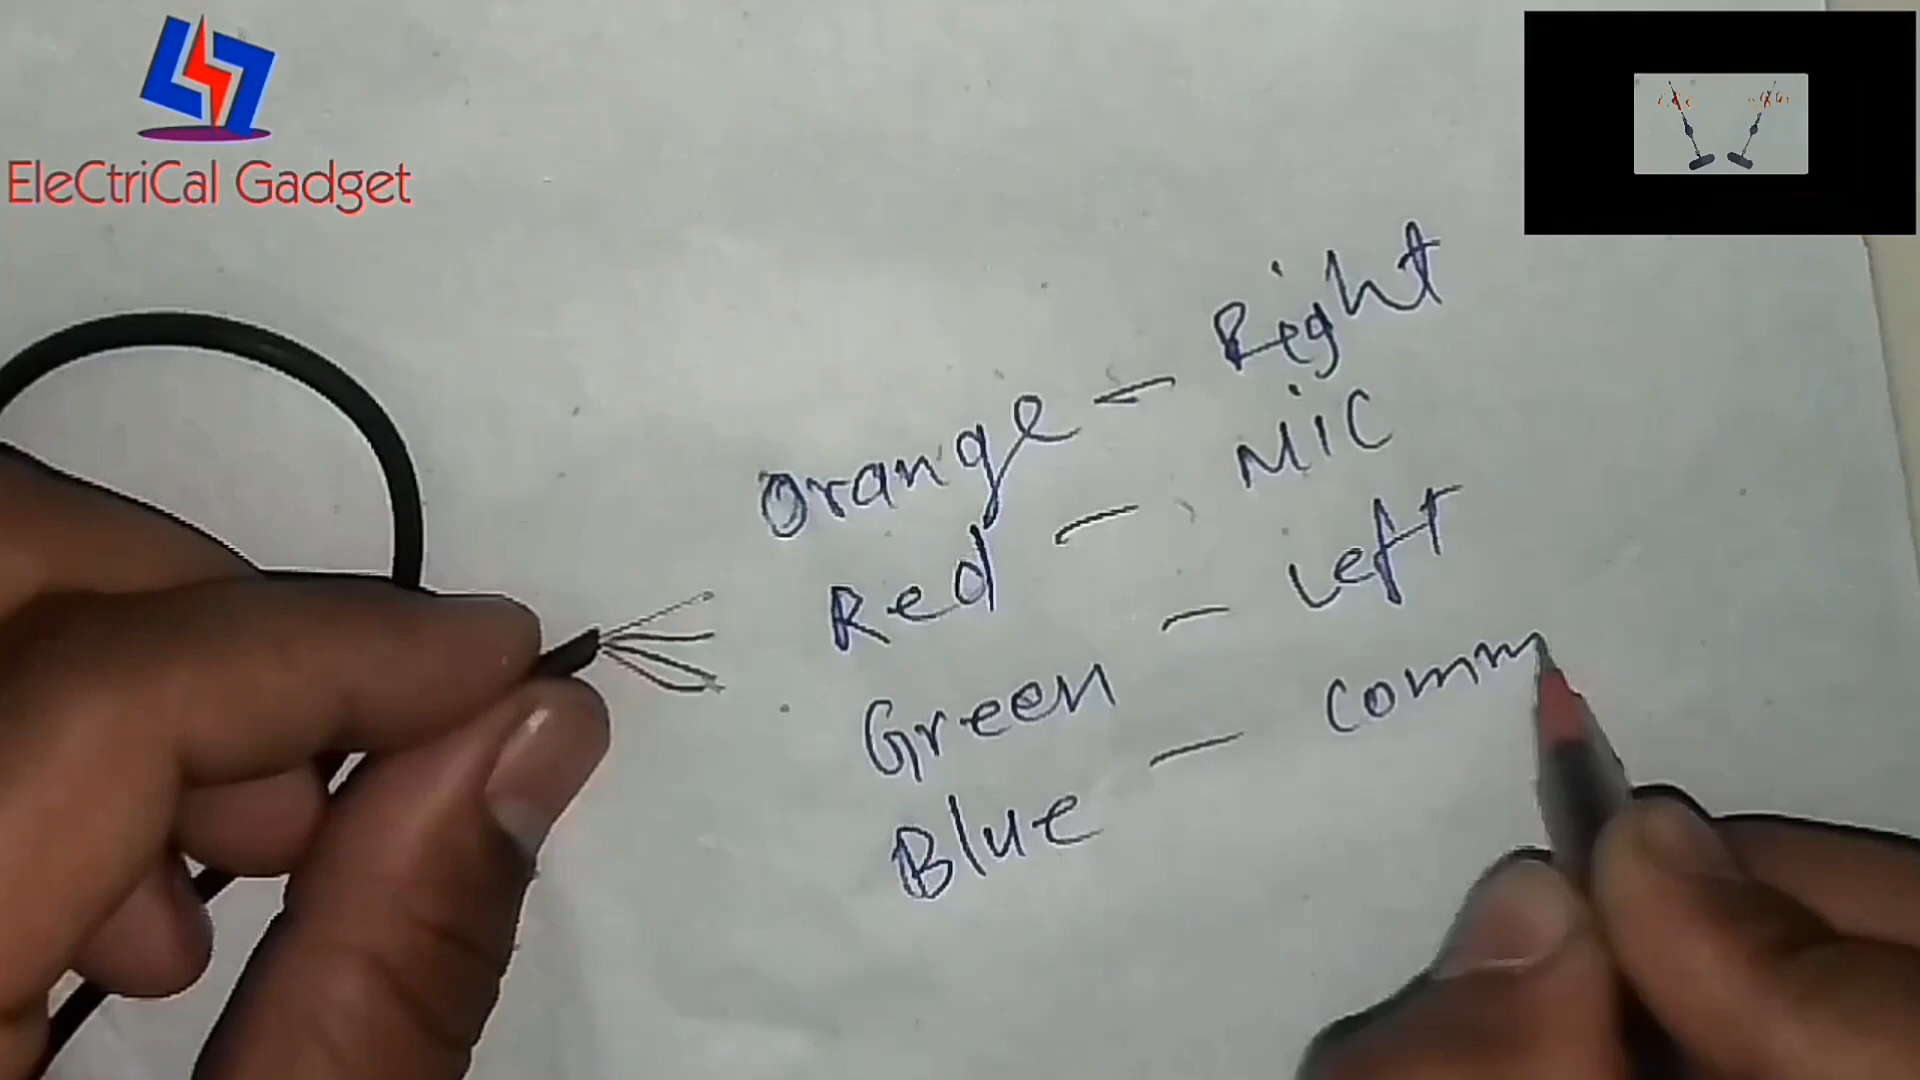 EleCtriCal Gadget
Orange - Right
Red - MIC
Green - Left
Blue - Comm